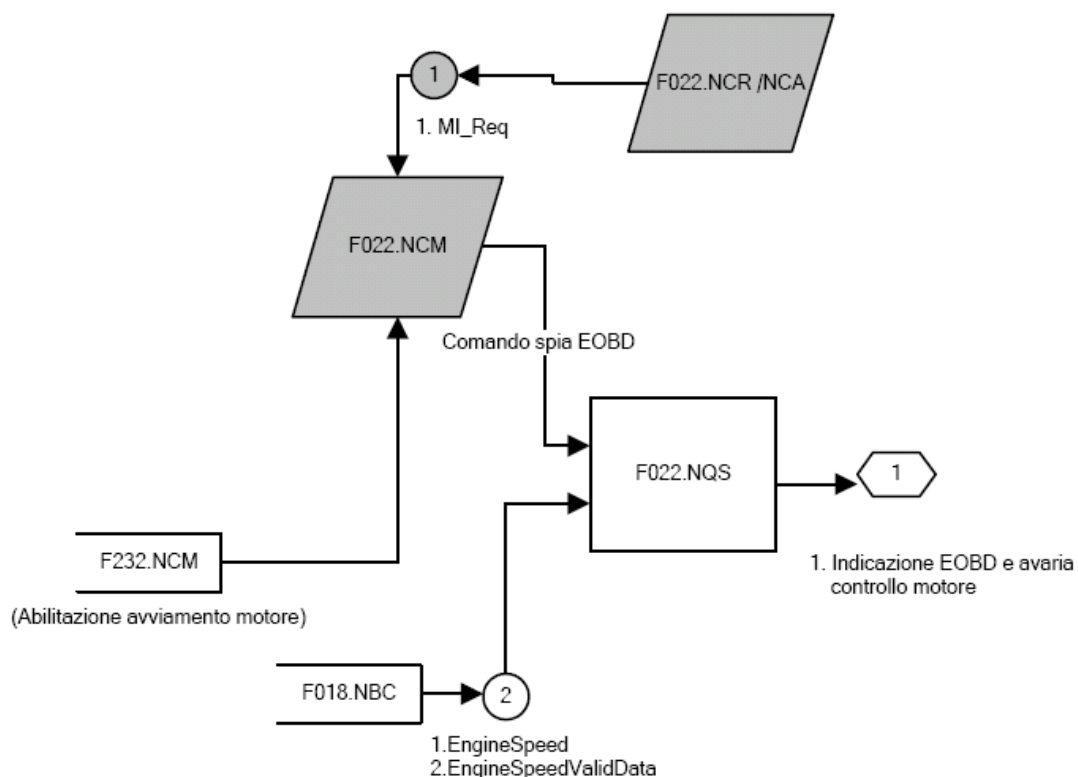 1
F022.NCR /NCA
1. MI_Req
F022.NCM
Comando spia EOBD
F022.NQS
1
F232.NCM
(Abilitazione avviamento motore)
1. Indicazione EOBD e avaria
controllo motore
F018.NBC
2
1.EngineSpeed
2.EngineSpeedValidData